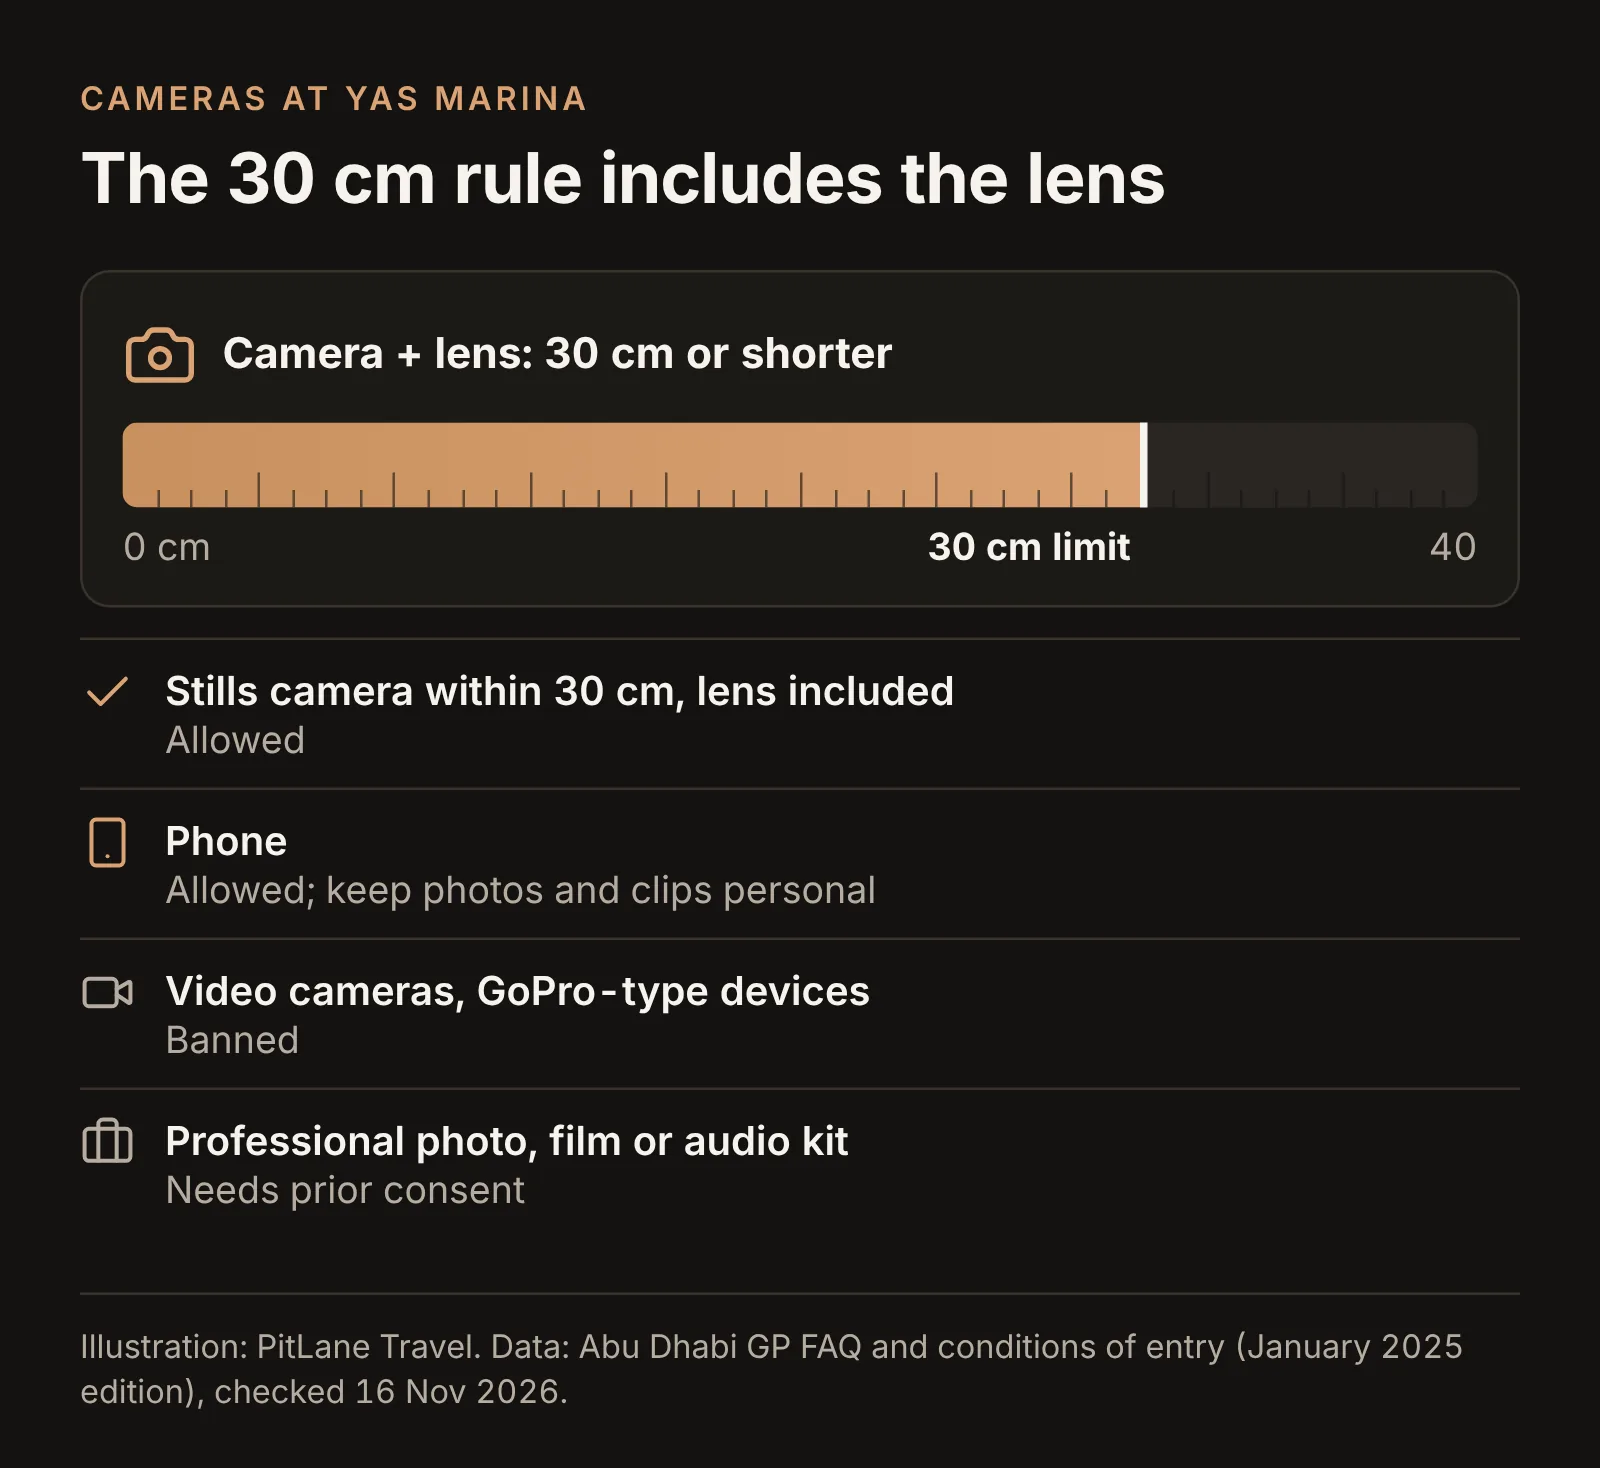 CAMERAS AT YAS MARINA
The 30 cm rule includes the lens
Camera + lens: 30 cm or shorter
0 cm
30 cm limit
40
Stills camera within 30 cm, lens included
Allowed
Phone
Allowed; keep photos and clips personal
Video cameras, GoPro-type devices
Banned
Professional photo, film or audio kit
Needs prior consent
Illustration: PitLane Travel. Data: Abu Dhabi GP FAQ and conditions of entry (January 2025
edition), checked 16 Nov 2026.